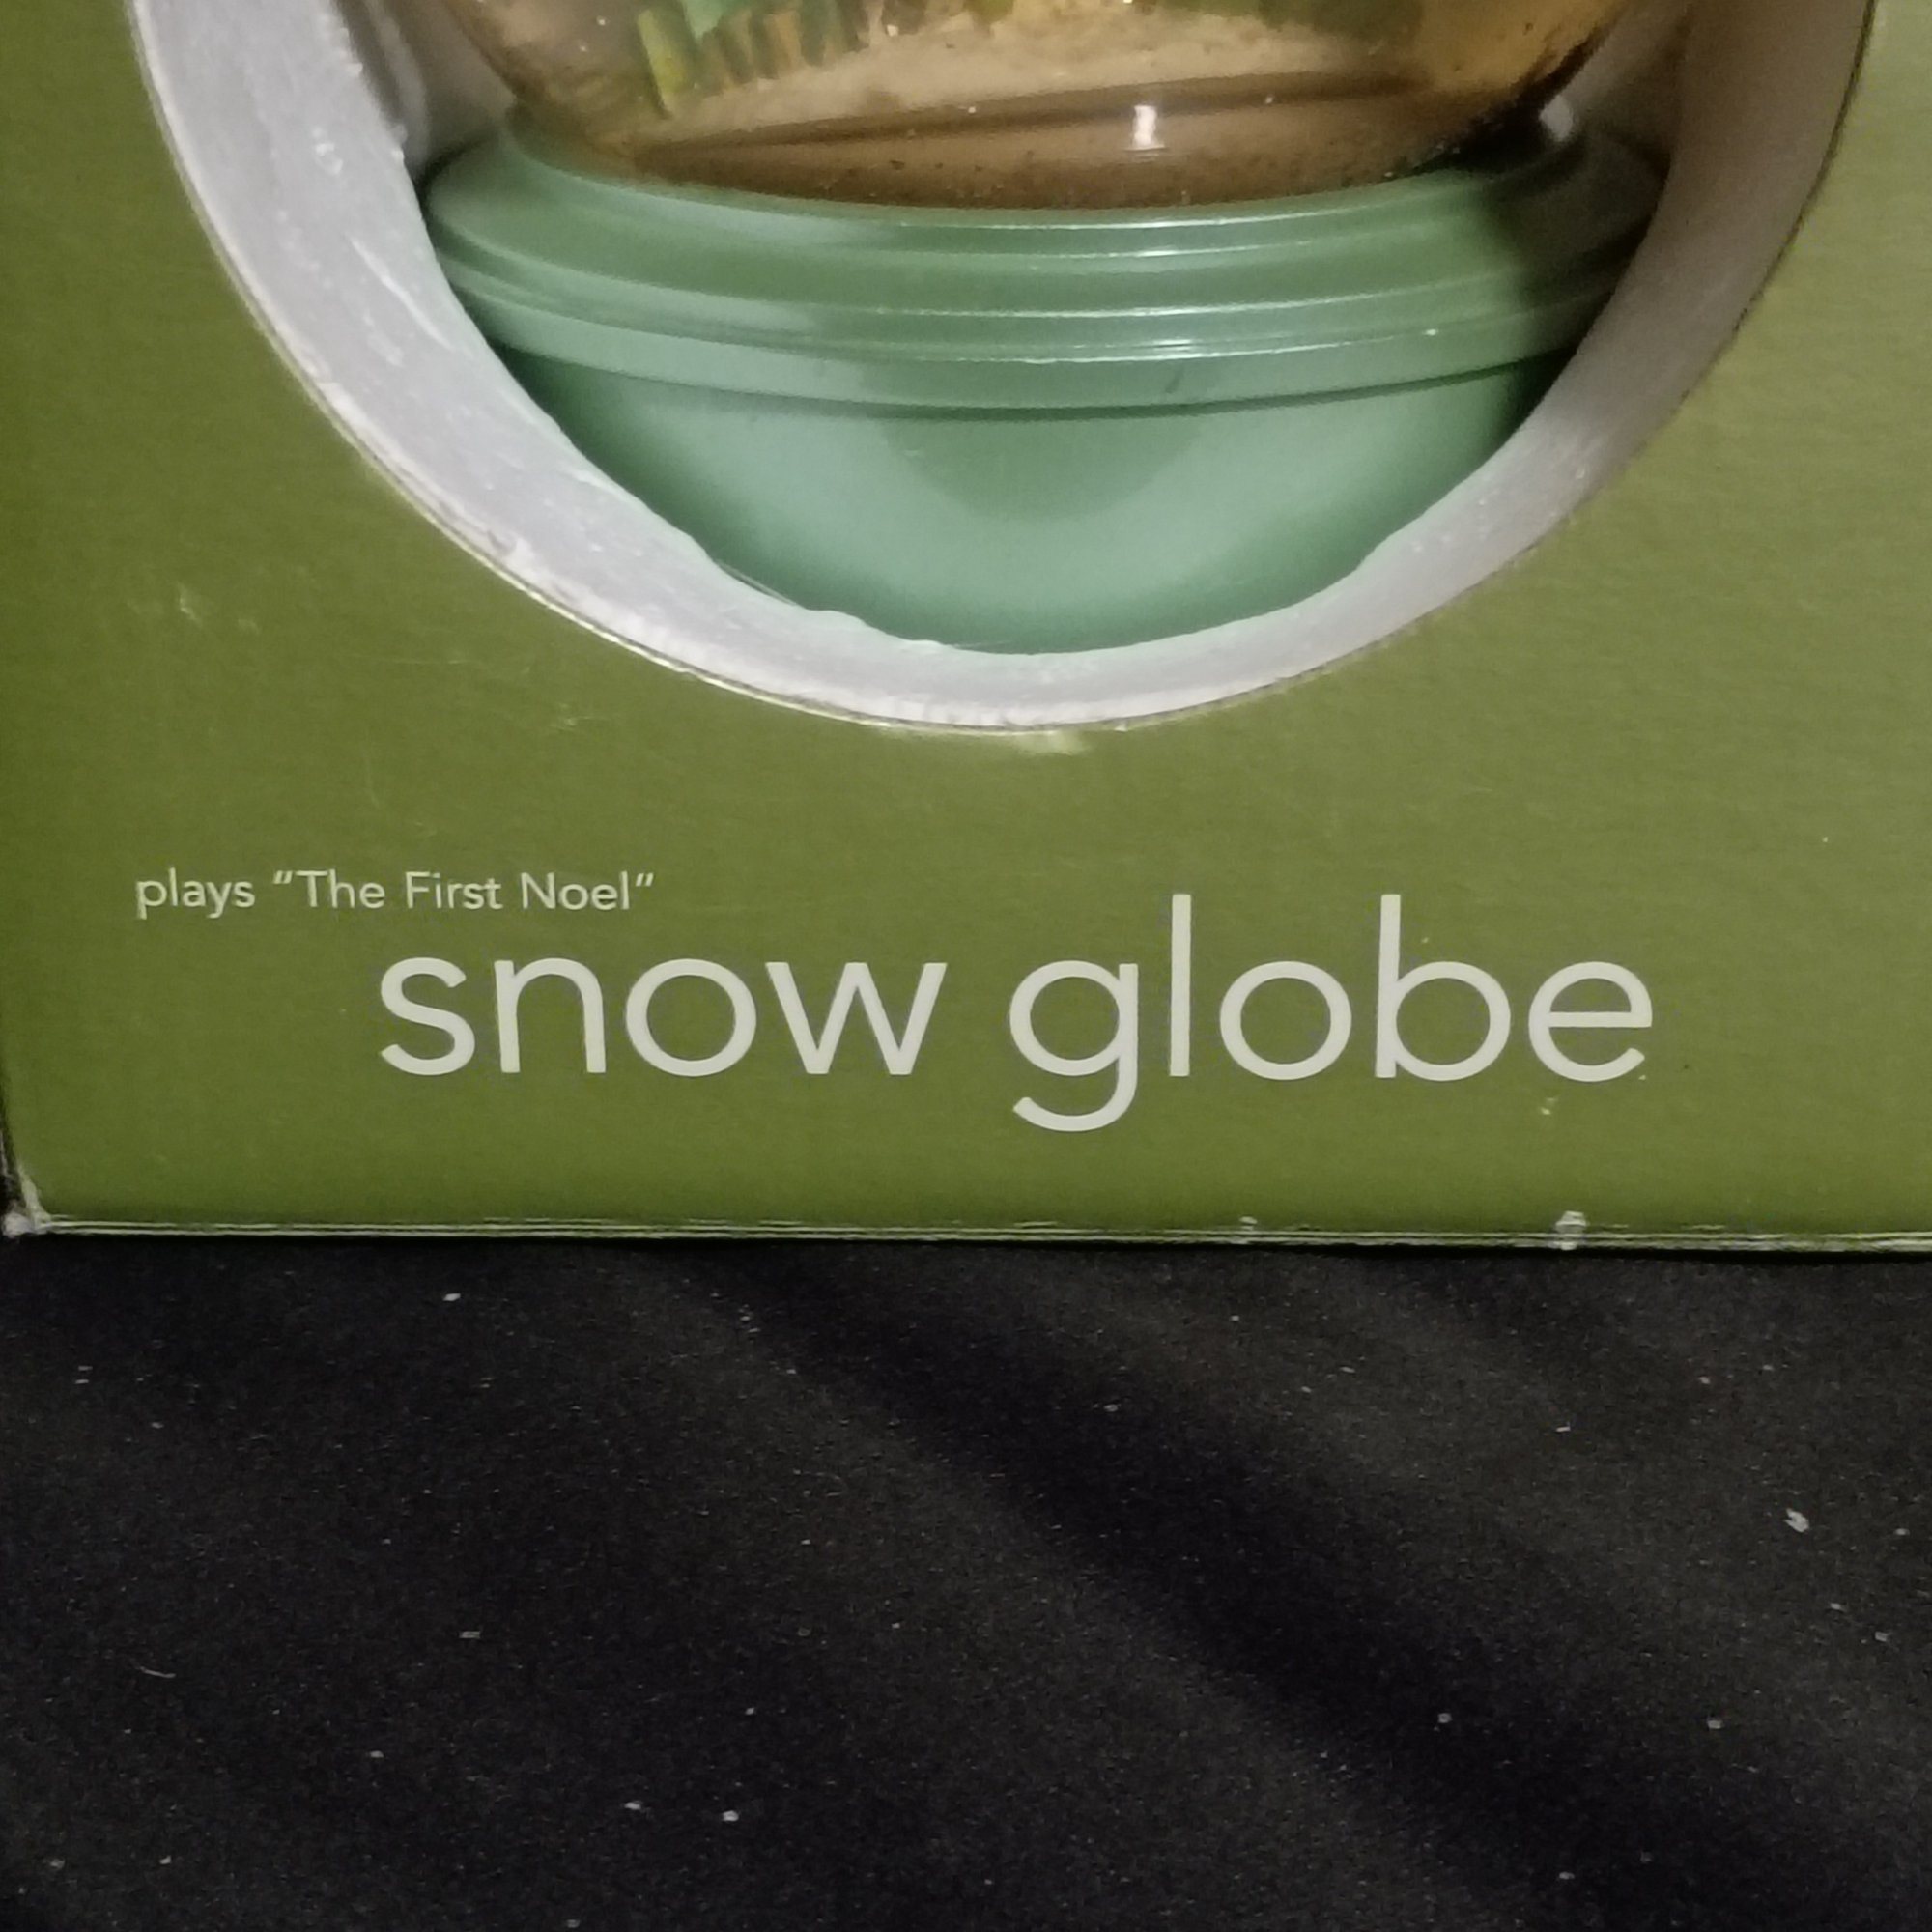 plays "The First Noel"
snow globe